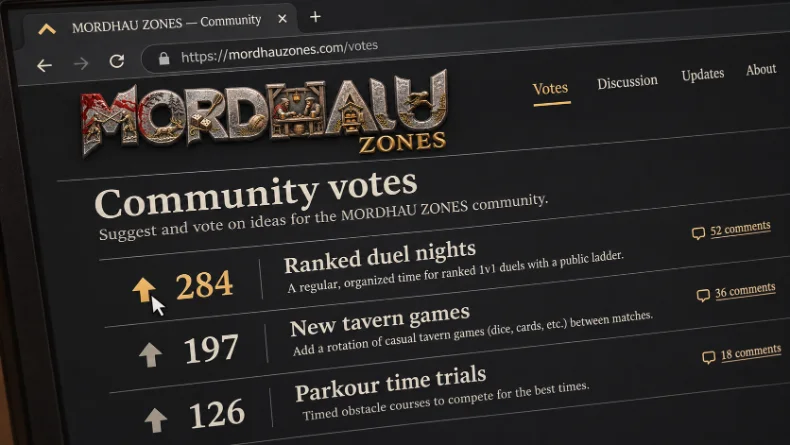 MORDHAU ZONES — Community
https://mordhauzones.com/votes
MORDHAU
ZONES
Votes
Discussion
Updates
About
Community votes
Suggest and vote on ideas for the MORDHAU ZONES community.
284
Ranked duel nights
A regular, organized time for ranked 1v1 duels with a public ladder.
52 comments
197
New tavern games
Add a rotation of casual tavern games (dice, cards, etc.) between matches.
36 comments
126
Parkour time trials
Timed obstacle courses to compete for the best times.
18 comments